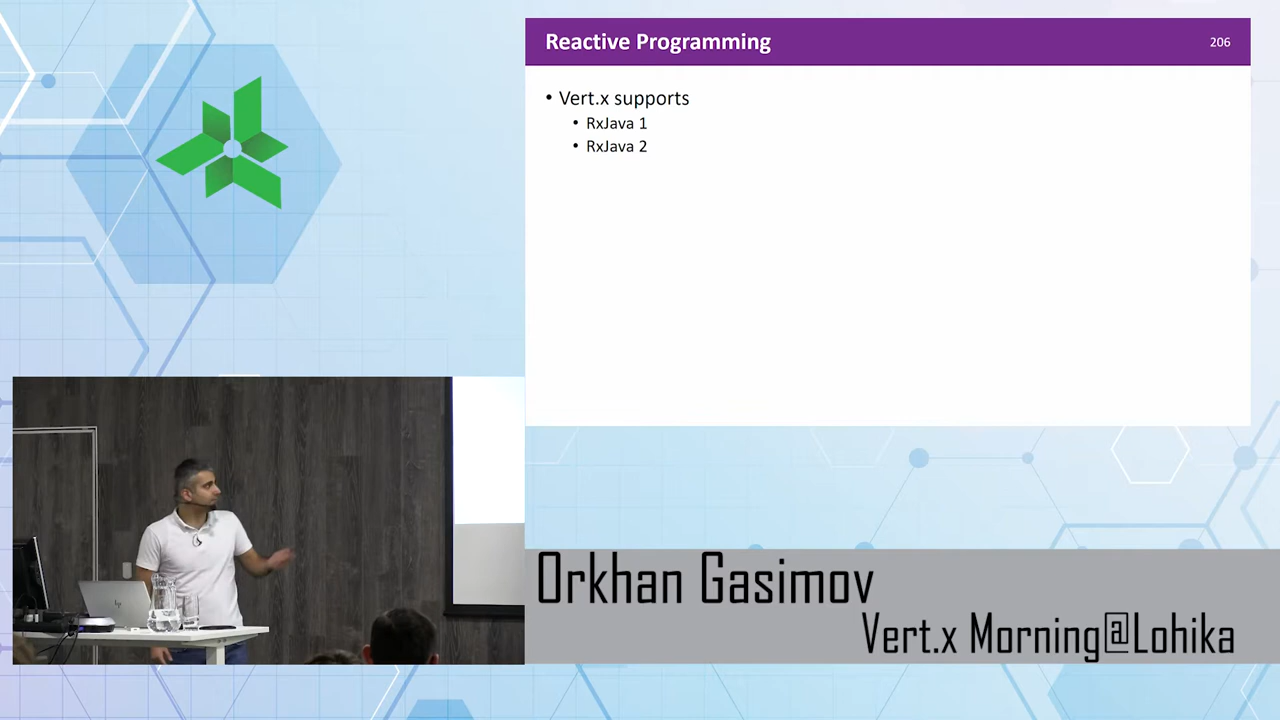 Reactive Programming
206
• Vert.x supports
• RxJava 1
• RxJava 2
Orkhan Gasimov
Vert.x Morning@Lohika